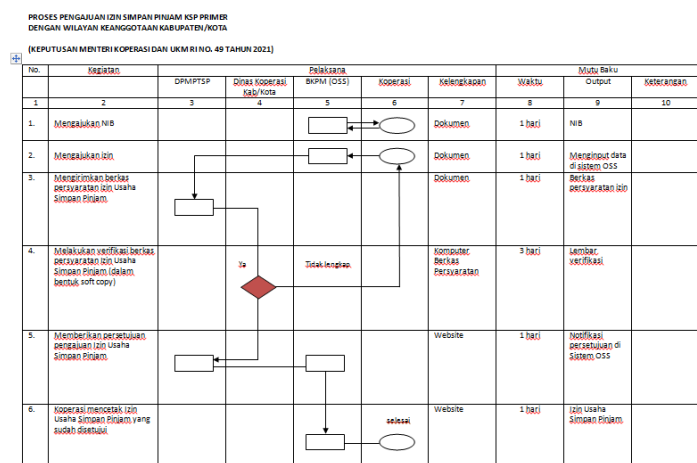 PROSES PENGAJUAN IZIN SIMPAN PINJAM KSP PRIMER
DENGAN WILAYAH KEANGGOTAAN KABUPATEN/KOTA
(KEPUTUSAN MENTERI KOPERASI DAN UKM RI NO. 49 TAHUN 2021)
No. Kegiatan Pelaksana Mutu Baku
DPMPTSP Dinas Koperasi BKPM (OSS) Koperasi Kelengkapan Waktu Output Keterangan
Kab/Kota
1 2 3 4 5 6 7 8 9 10
1. Mengajukan NIB Dokumen 1 hari NIB
2. Mengajukan izin Dokumen 1 hari Menginput data
di sistem OSS
3. Mengirimkan berkas Dokumen 1 hari Berkas
persyaratan izin Usaha persyaratan izin
Simpan Pinjam
4. Melakukan verifikasi berkas Komputer 3 hari Lembar
persyaratan Izin Usaha Ya Tidak lengkap Berkas verifikasi
Simpan Pinjam (dalam Persyaratan
bentuk soft copy)
5. Memberikan persetujuan Website 1 hari Notifikasi
pengajuan Izin Usaha persetujuan di
Simpan Pinjam Sistem OSS
6. Koperasi mencetak Izin Website 1 hari Izin Usaha
Usaha Simpan Pinjam yang selesai Simpan Pinjam
sudah disetujui